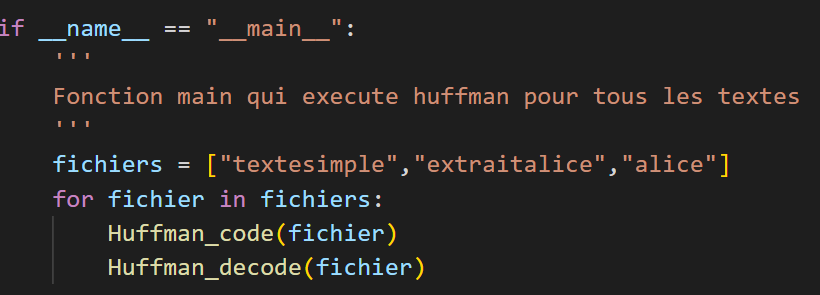 if __name__ == "__main__":
'''
Fonction main qui execute huffman pour tous les textes
'''
fichiers = ["textesimple","extraitalice","alice"]
for fichier in fichiers:
Huffman_code(fichier)
Huffman_decode(fichier)